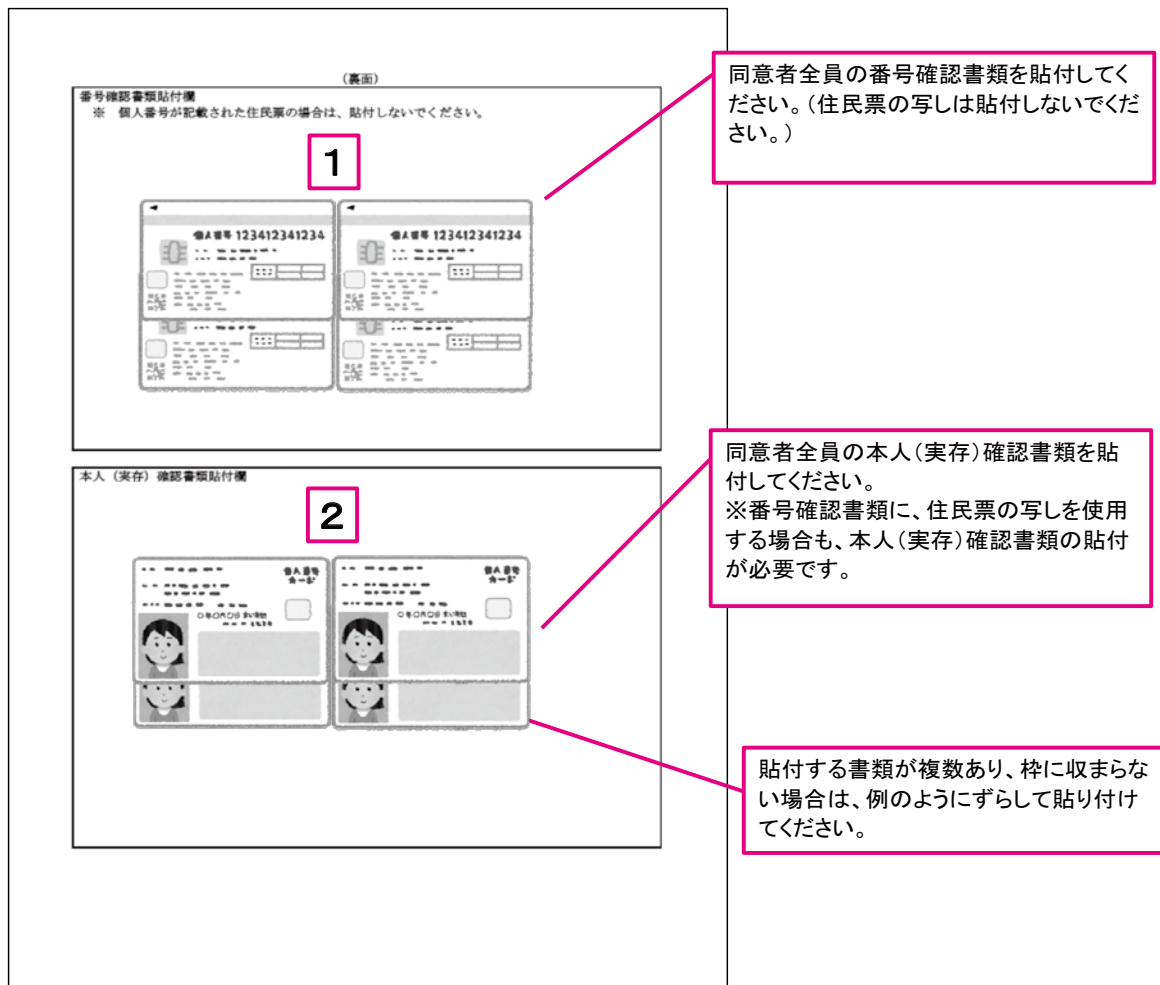 (裏面)
番号確認書類貼付欄
※ 個人番号が記載された住民票の場合は、貼付しないでください。
1
個人番号 123412341234
個人番号 123412341234
同意者全員の番号確認書類を貼付してく
ださい。(住民票の写しは貼付しないでくだ
さい。)
本人(実存)確認書類貼付欄
2
個人番号
カード
個人番号
カード
同意者全員の本人(実存)確認書類を貼
付してください。
※番号確認書類に、住民票の写しを使用
する場合も、本人(実存)確認書類の貼付
が必要です。
貼付する書類が複数あり、枠に収まらな
い場合は、例のようにずらして貼り付け
てください。